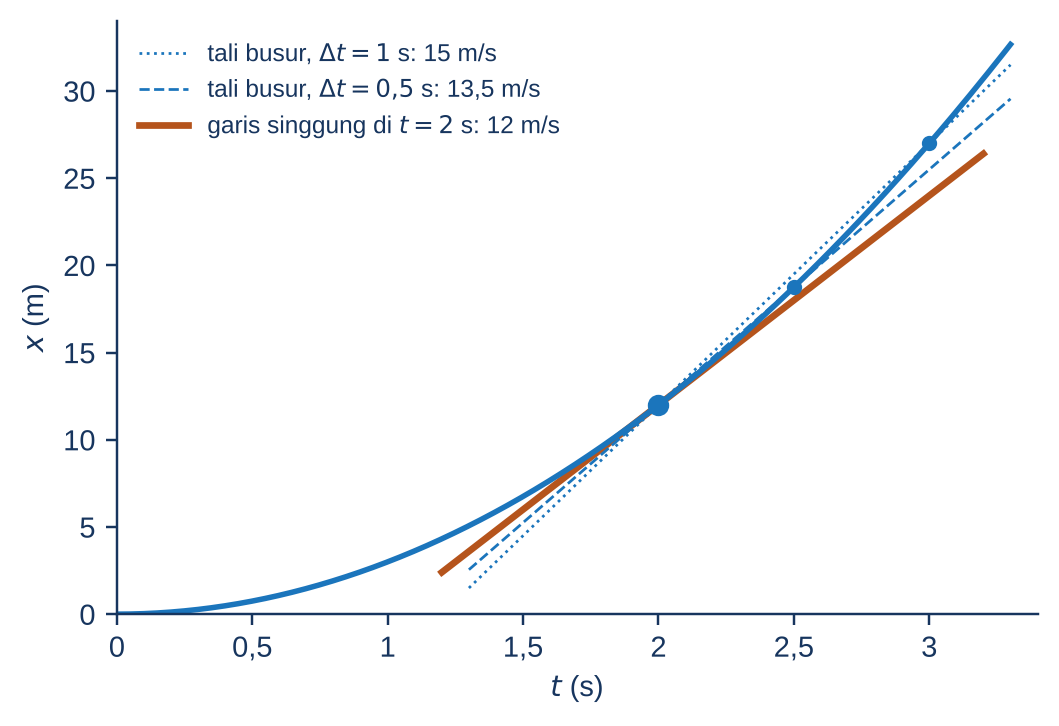 tali busur, Δt = 1 s: 15 m/s
tali busur, Δt = 0,5 s: 13,5 m/s
garis singgung di t = 2 s: 12 m/s
30
25
20
15
10
5
0
x (m)
0 0,5 1 1,5 2 2,5 3
t (s)